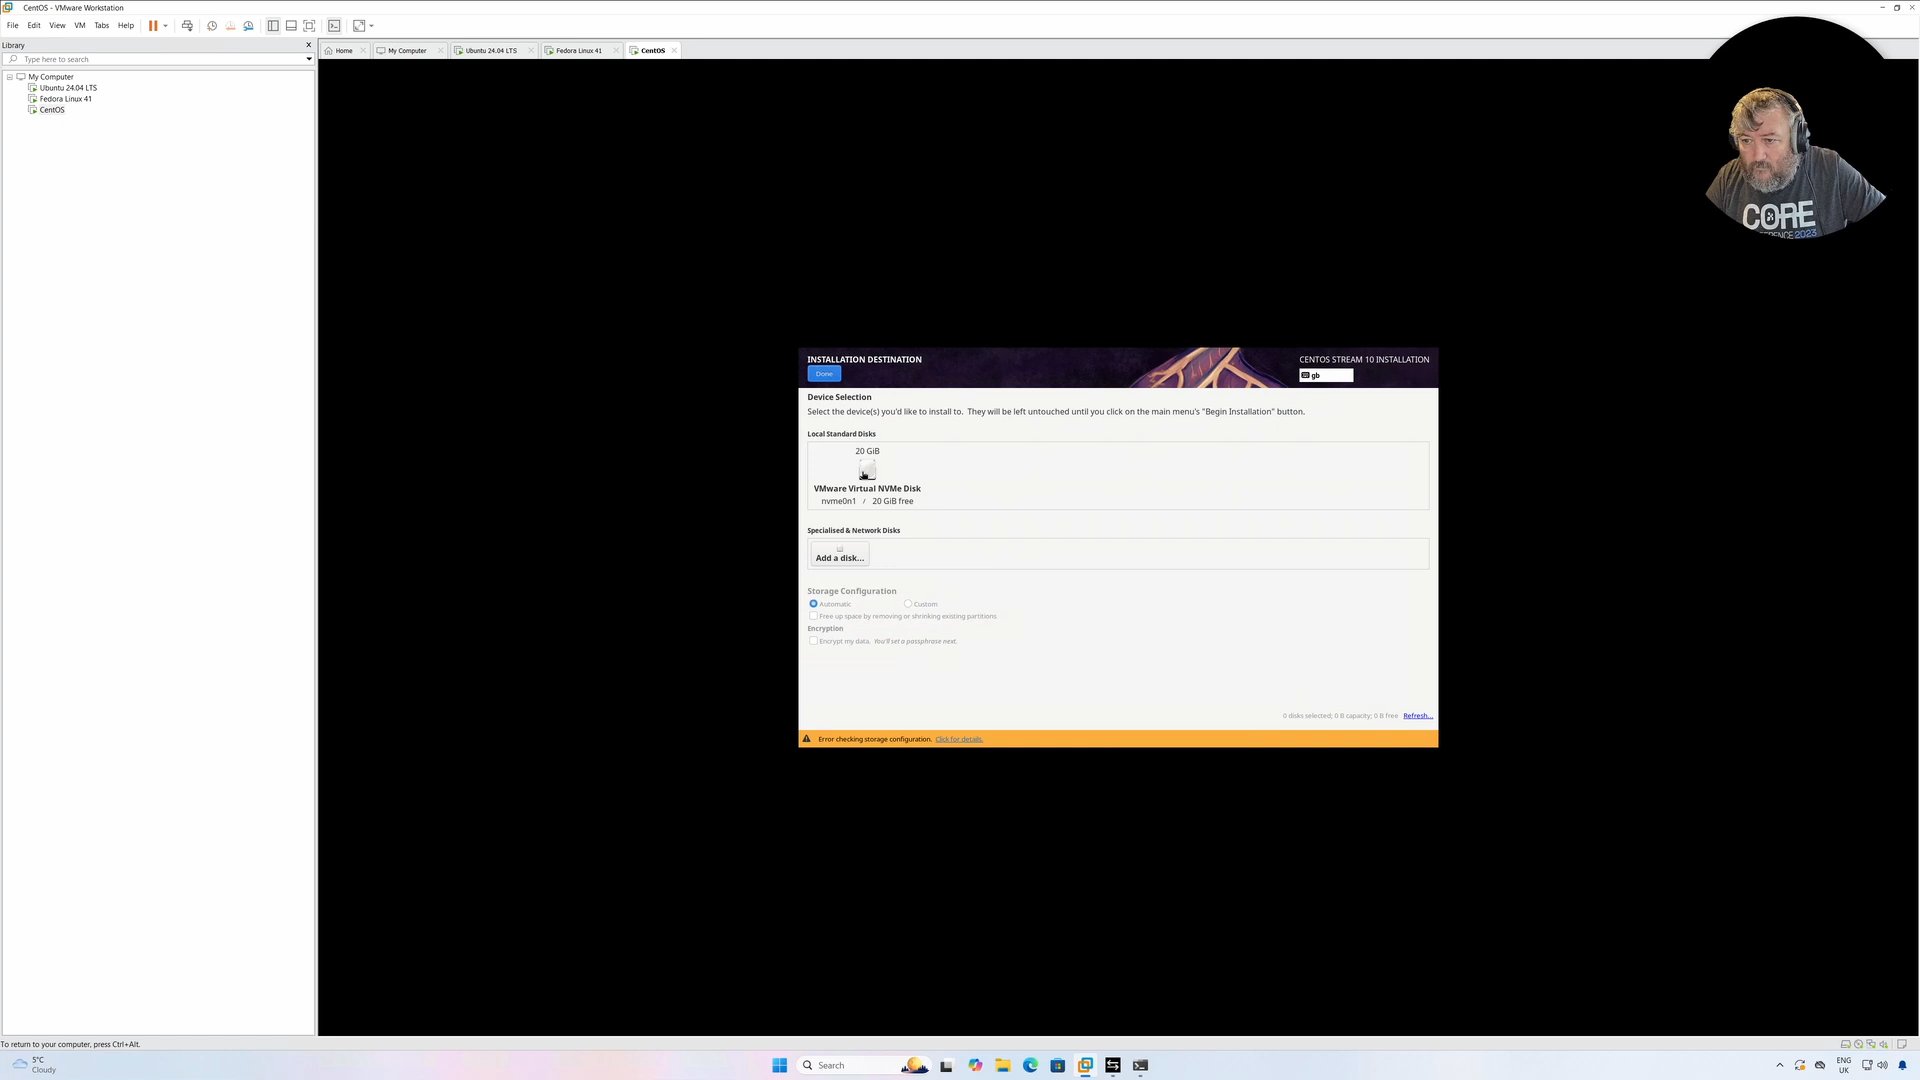 CentOS - VMware Workstation
File Edit View VM Tabs Help
Library
Type here to search
My Computer
Ubuntu 24.04 LTS
Fedora Linux 41
CentOS
Home
My Computer
Ubuntu 24.04 LTS
Fedora Linux 41
CentOS
CORE
ERENCE 2023
INSTALLATION DESTINATION
CENTOS STREAM 10 INSTALLATION
Done
gb
Device Selection
Select the device(s) you'd like to install to. They will be left untouched until you click on the main menu's "Begin Installation" button.
Local Standard Disks
20 GiB
VMware Virtual NVMe Disk
nvme0n1 / 20 GiB free
Specialised & Network Disks
Add a disk...
Storage Configuration
Automatic Custom
Free up space by removing or shrinking existing partitions
Encryption
Encrypt my data. You'll set a passphrase next.
0 disks selected; 0 B capacity; 0 B free Refresh...
Error checking storage configuration. Click for details.
To return to your computer, press Ctrl+Alt.
5°C
Cloudy
Search
ENG
UK